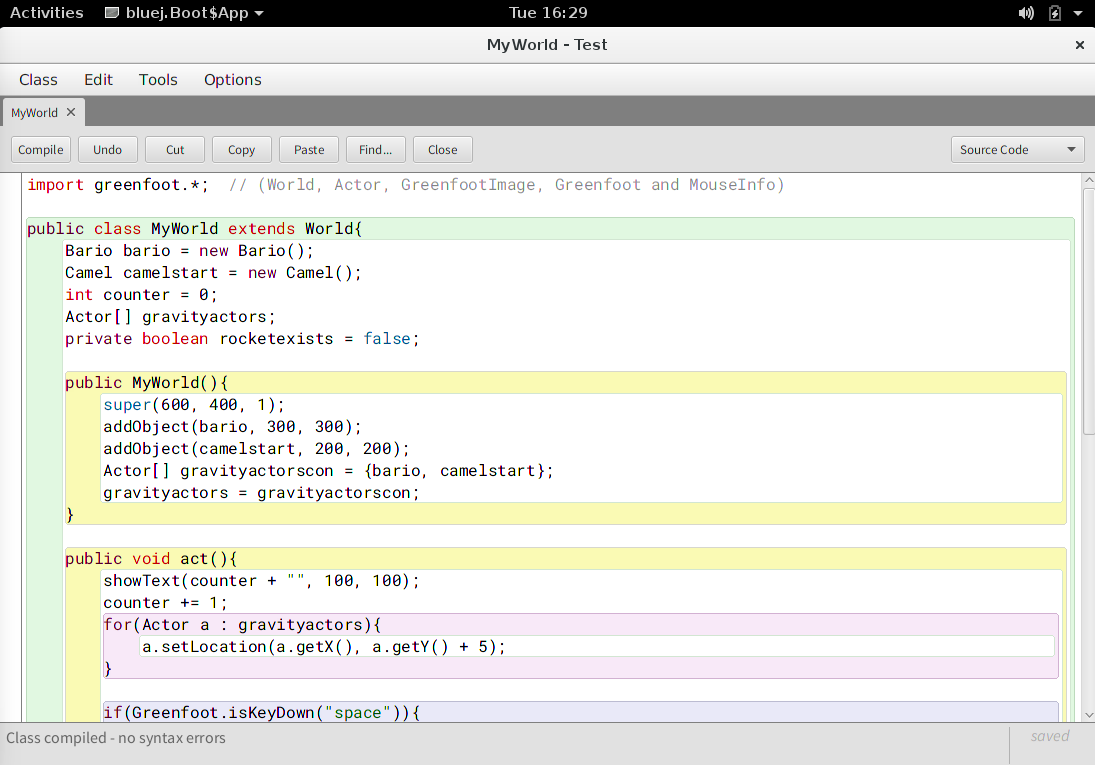 Activities bluej.Boot$App Tue 16:29
MyWorld - Test ×
Class Edit Tools Options
MyWorld ×
Compile Undo Cut Copy Paste Find... Close Source Code
import greenfoot.*;  // (World, Actor, GreenfootImage, Greenfoot and MouseInfo)
public class MyWorld extends World{
Bario bario = new Bario();
Camel camelstart = new Camel();
int counter = 0;
Actor[] gravityactors;
private boolean rocketexists = false;
public MyWorld(){
super(600, 400, 1);
addObject(bario, 300, 300);
addObject(camelstart, 200, 200);
Actor[] gravityactorscon = {bario, camelstart};
gravityactors = gravityactorscon;
}
public void act(){
showText(counter + "", 100, 100);
counter += 1;
for(Actor a : gravityactors){
a.setLocation(a.getX(), a.getY() + 5);
}
if(Greenfoot.isKeyDown("space")){
Class compiled - no syntax errors saved